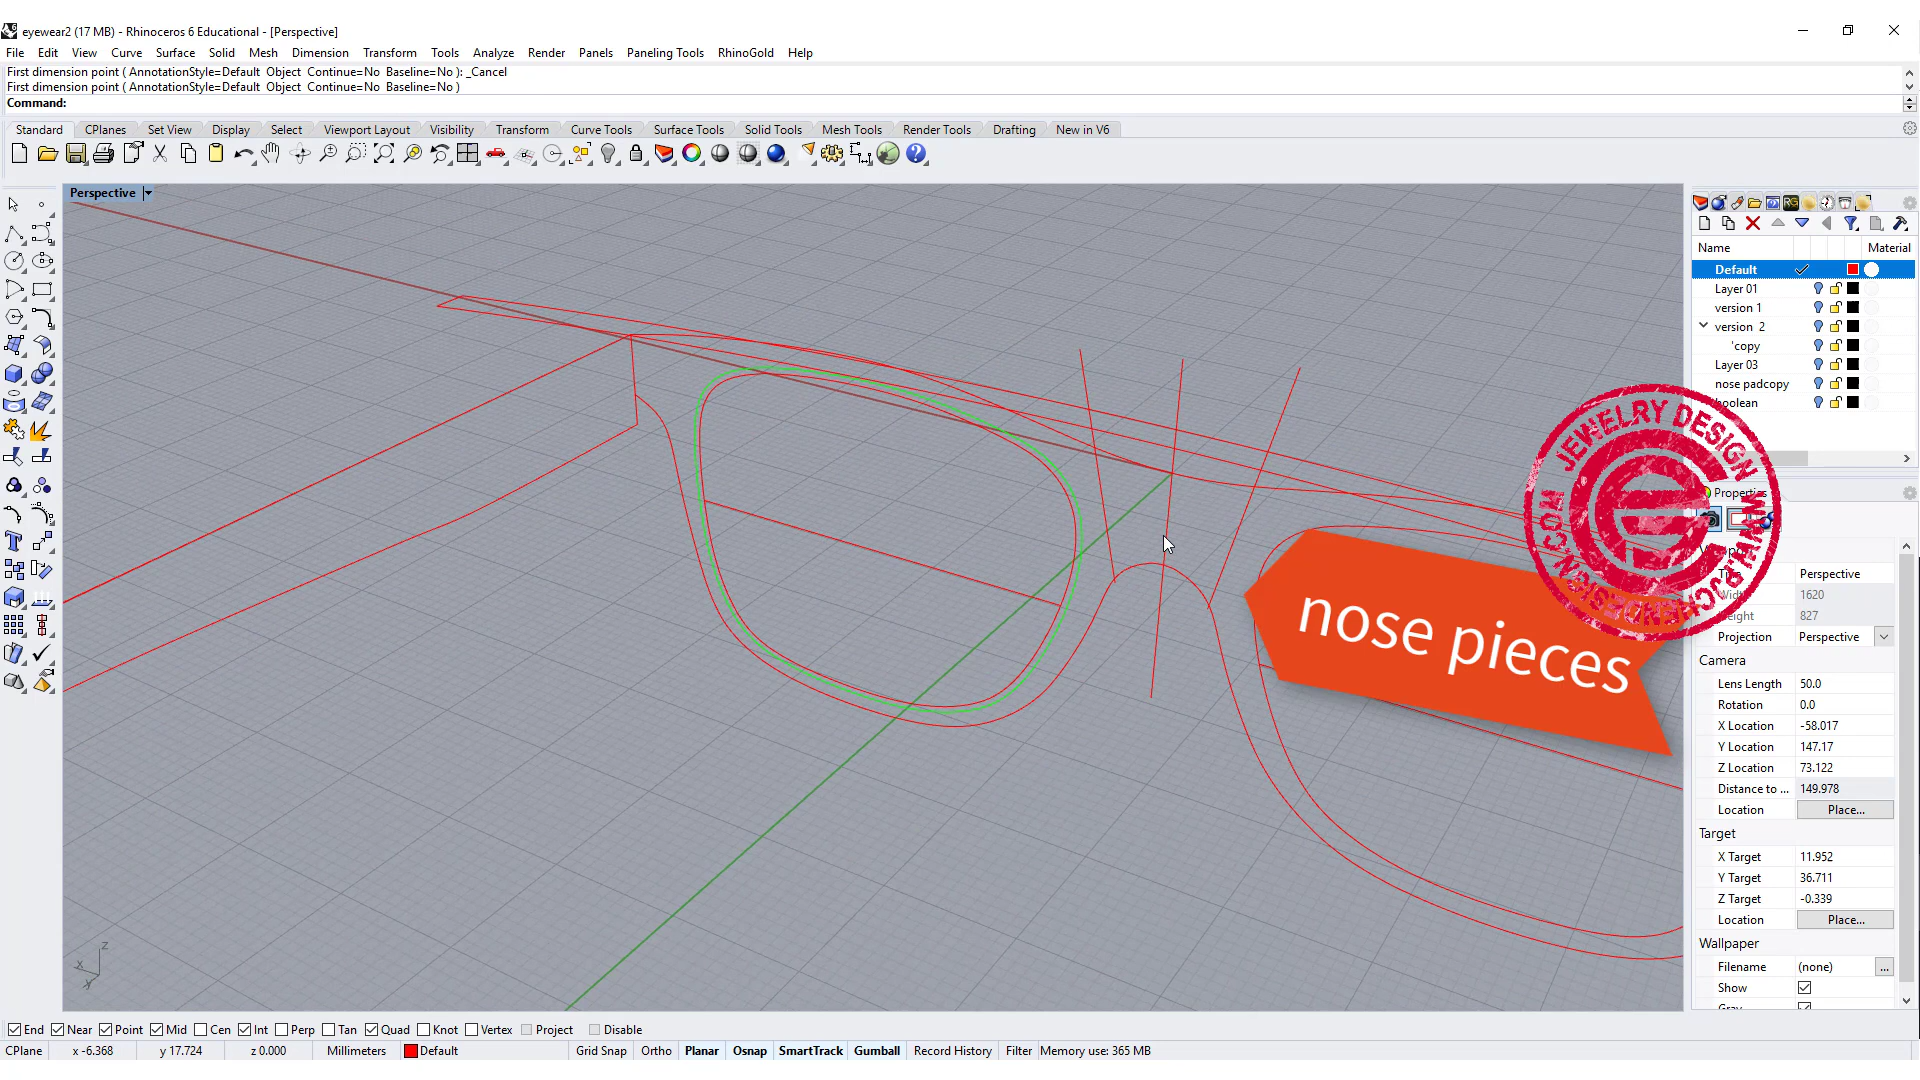 eyewear2 (17 MB) - Rhinoceros 6 Educational - [Perspective]
File Edit View Curve Surface Solid Mesh Dimension Transform Tools Analyze Render Panels Paneling Tools RhinoGold Help
First dimension point ( AnnotationStyle=Default Object Continue=No Baseline=No ): _Cancel
First dimension point ( AnnotationStyle=Default Object Continue=No Baseline=No )
Command:
Standard CPlanes Set View Display Select Viewport Layout Visibility Transform Curve Tools Surface Tools Solid Tools Mesh Tools Render Tools Drafting New in V6
Perspective
Name Material
Default
Layer 01
version 1
version 2
'copy
Layer 03
nose padcopy
boolean
JEWELRY DESIGN WWW.PJCHENDESIGN.COM
Properties
nose pieces
Perspective
Width 1620
Height 827
Projection Perspective
Camera
Lens Length 50.0
Rotation 0.0
X Location -58.017
Y Location 147.17
Z Location 73.122
Distance to ... 149.978
Location Place...
Target
X Target 11.952
Y Target 36.711
Z Target -0.339
Location Place...
Wallpaper
Filename (none) ...
Show
Gray
z
x
y
End Near Point Mid Cen Int Perp Tan Quad Knot Vertex Project Disable
CPlane x -6.368 y 17.724 z 0.000 Millimeters Default Grid Snap Ortho Planar Osnap SmartTrack Gumball Record History Filter Memory use: 365 MB